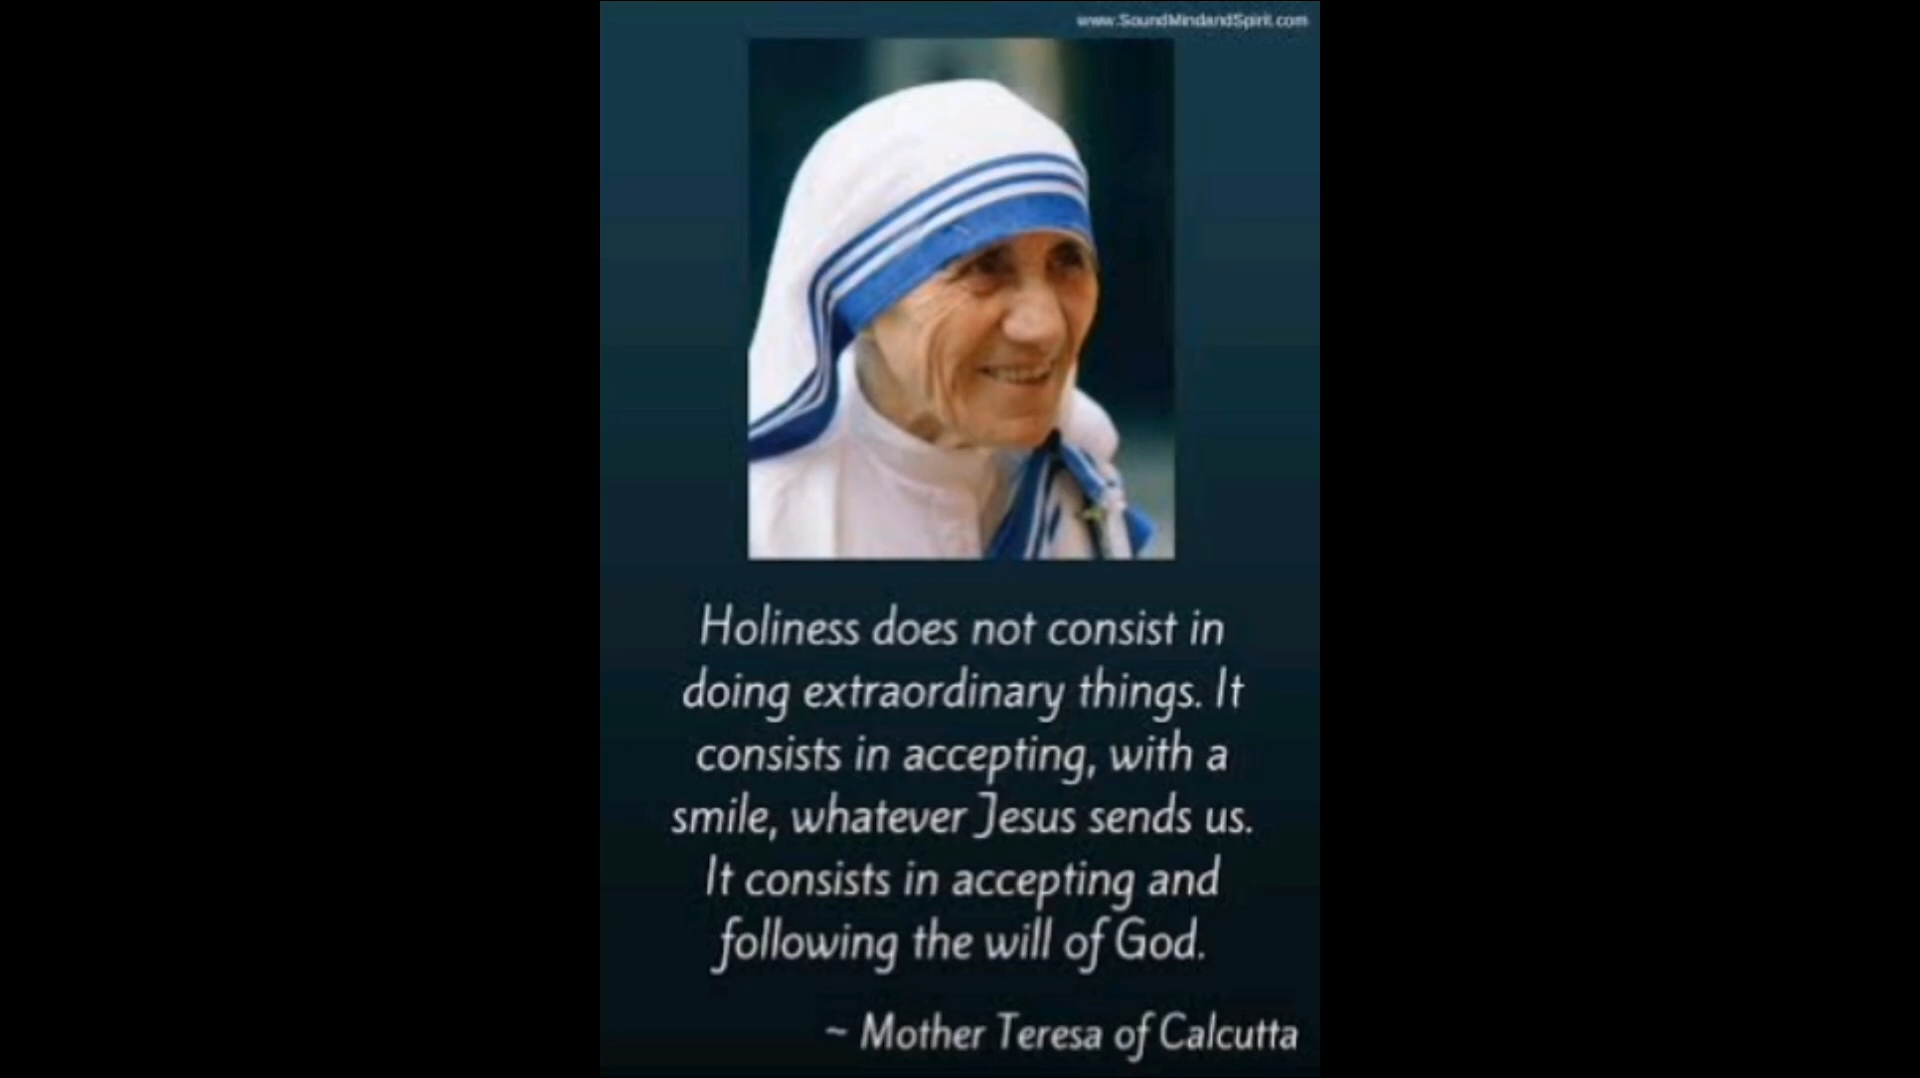 www.SoundMindandSpirit.com
Holiness does not consist in
doing extraordinary things. It
consists in accepting, with a
smile, whatever Jesus sends us.
It consists in accepting and
following the will of God.
~ Mother Teresa of Calcutta